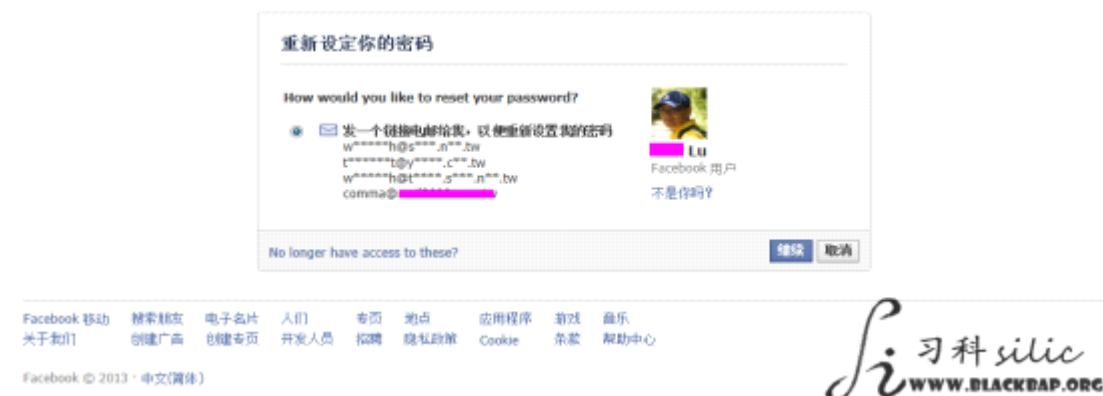 重新设定你的密码
How would you like to reset your password?
发一个链接电邮给我，以便重新设置我的密码
w*****h@s***.n**.tw
t******t@y****.c**.tw
w*****h@t****.s***.n**.tw
comma@
Lu
Facebook 用户
不是你吗?
No longer have access to these?
继续 取消
Facebook 移动 搜索朋友 电子名片 人们 专页 地点 应用程序 游戏 音乐
关于我们 创建广告 创建专页 开发人员 招聘 隐私政策 Cookie 条款 帮助中心
Facebook © 2013 · 中文(简体)
习科 silic
WWW.BLACKBAP.ORG